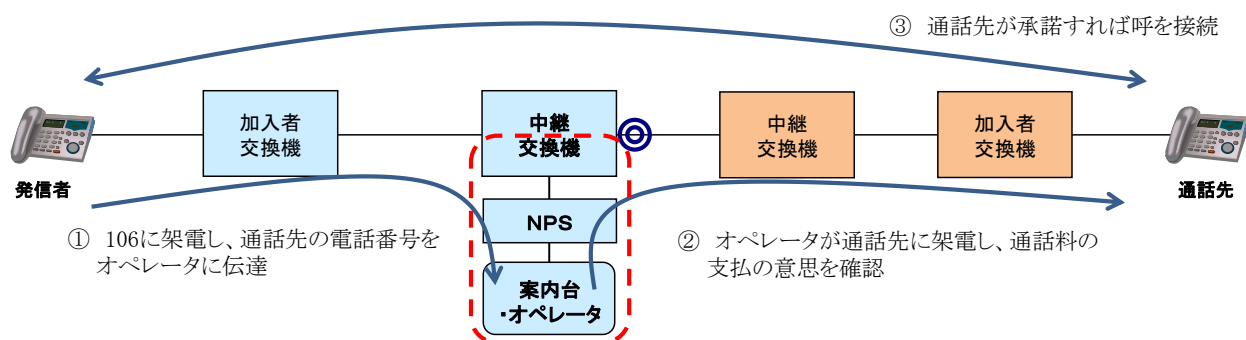 ③ 通話先が承諾すれば呼を接続
加入者
交換機
中継
交換機
中継
交換機
加入者
交換機
発信者
通話先
NPS
① 106に架電し、通話先の電話番号を
オペレータに伝達
② オペレータが通話先に架電し、通話料の
支払の意思を確認
案内台
・オペレータ